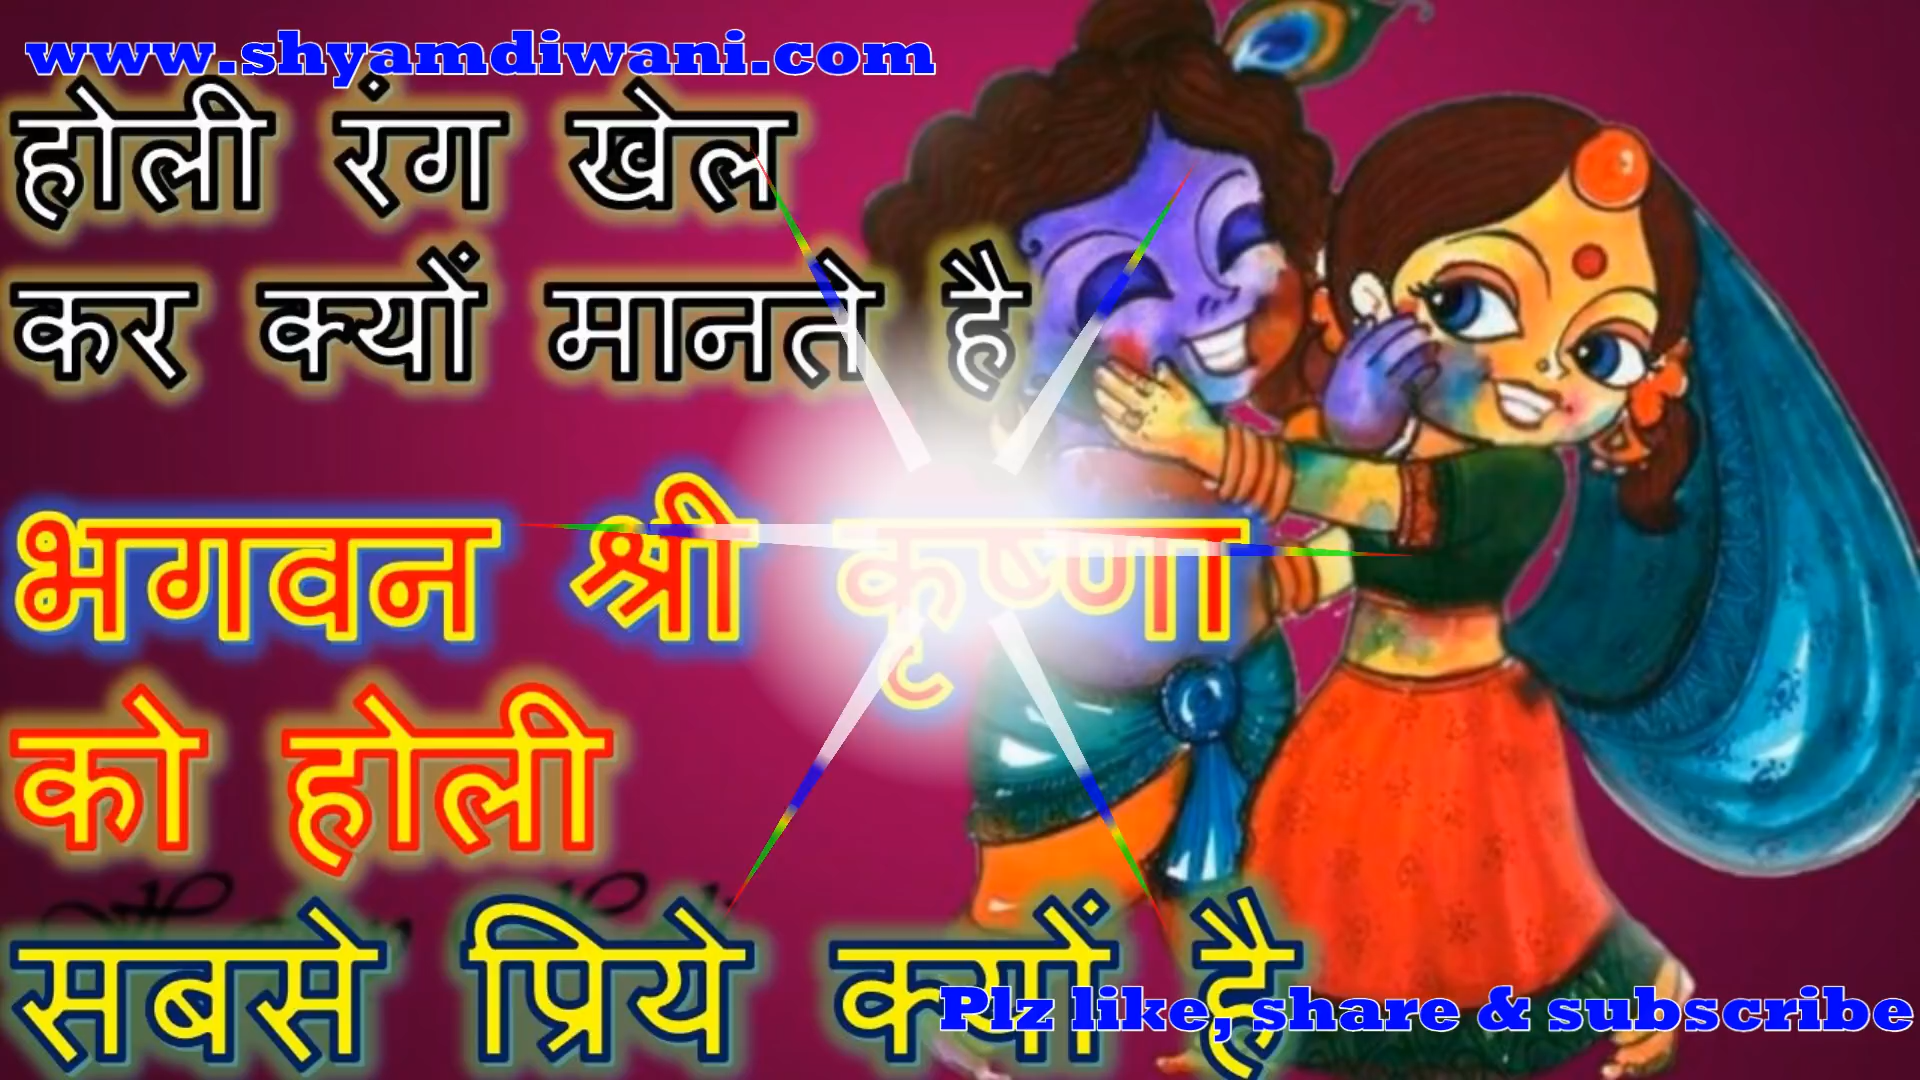 www.shyamdiwani.com
होली रंग खेल
कर क्यों मानते है
भगवन श्री कृष्णा
को होली
सबसे प्रिये क्यों है
Plz like, share & subscribe